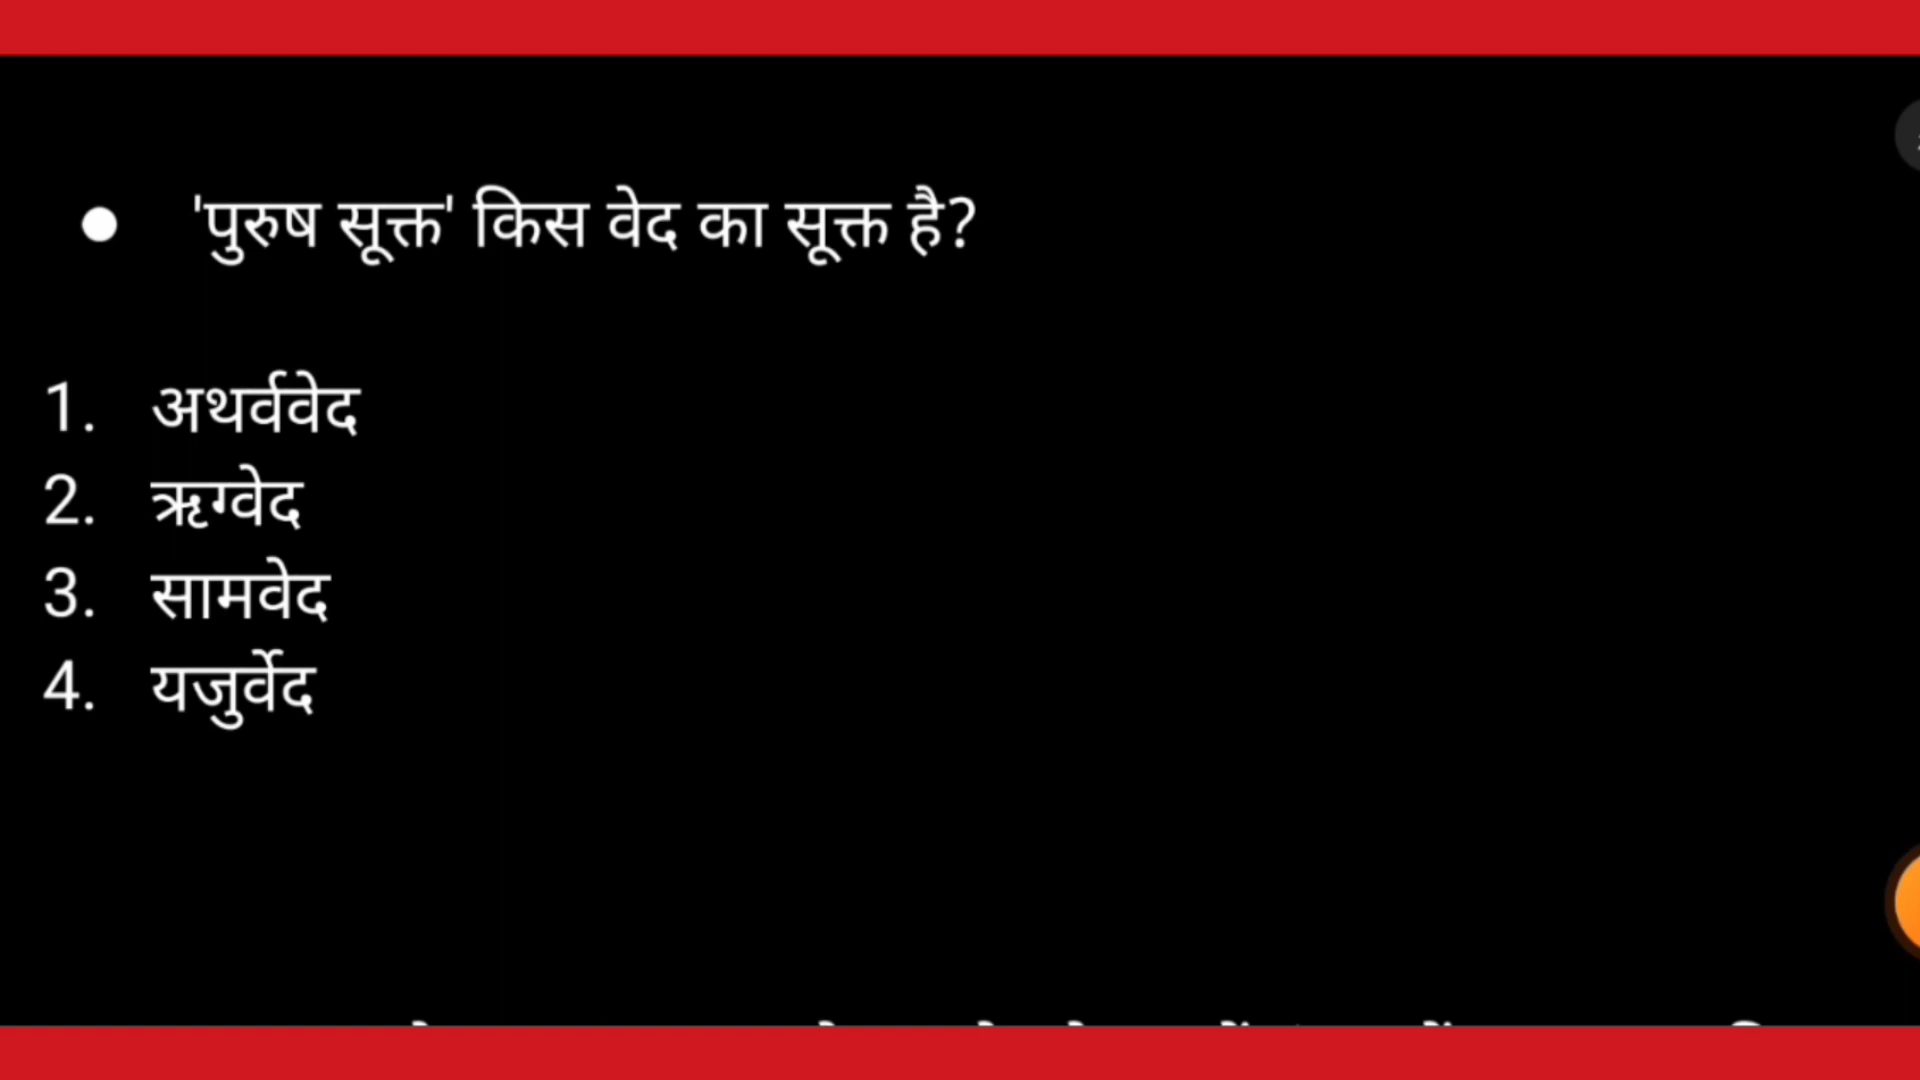 ● 'पुरुष सूक्त' किस वेद का सूक्त है?
1. अथर्ववेद
2. ऋग्वेद
3. सामवेद
4. यजुर्वेद